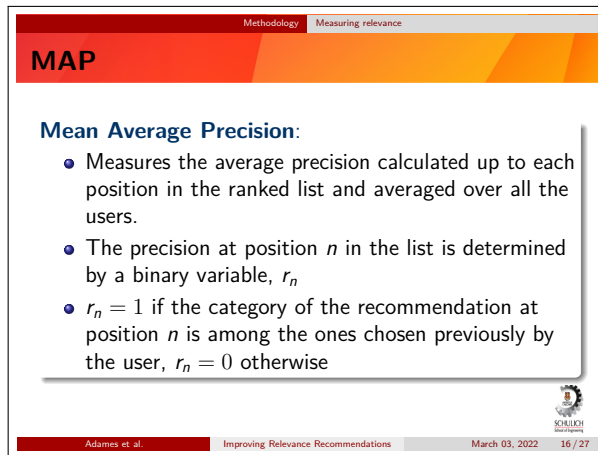 Methodology Measuring relevance
MAP
Mean Average Precision:
Measures the average precision calculated up to each
position in the ranked list and averaged over all the
users.
The precision at position n in the list is determined
by a binary variable, rₙ
rₙ = 1 if the category of the recommendation at
position n is among the ones chosen previously by
the user, rₙ = 0 otherwise
SCHULICH
School of Engineering
Adames et al. Improving Relevance Recommendations March 03, 2022 16 / 27